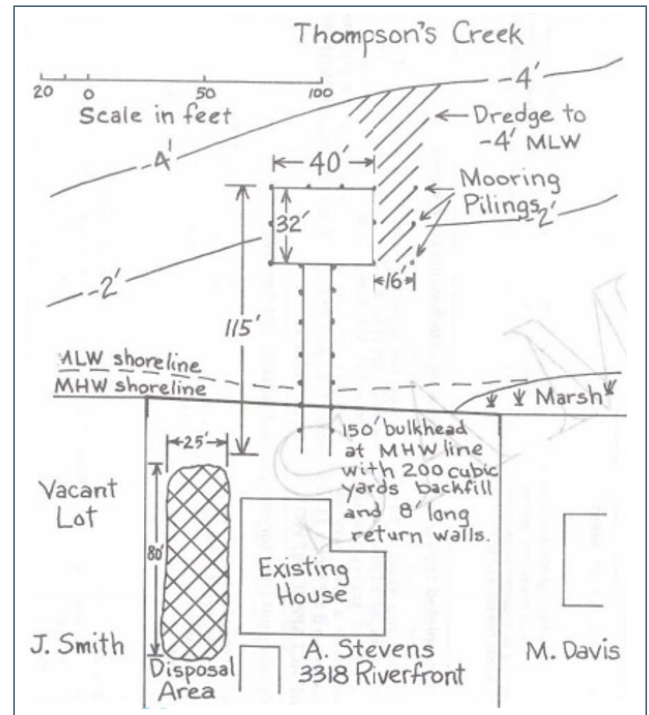 Thompson's Creek
20 0 50 100
Scale in feet
-4'
Dredge to
-4' MLW
-4'
40'
Mooring
Pilings
32'
-2'
-2'
16'
115'
MLW shoreline
MHW shoreline
Marsh
25'
150' bulkhead
at MHW line
with 200 cubic
yards backfill
and 8' long
return walls.
Vacant
Lot
80'
Existing
House
J. Smith
A. Stevens
3318 Riverfront
M. Davis
Disposal
Area
SAM